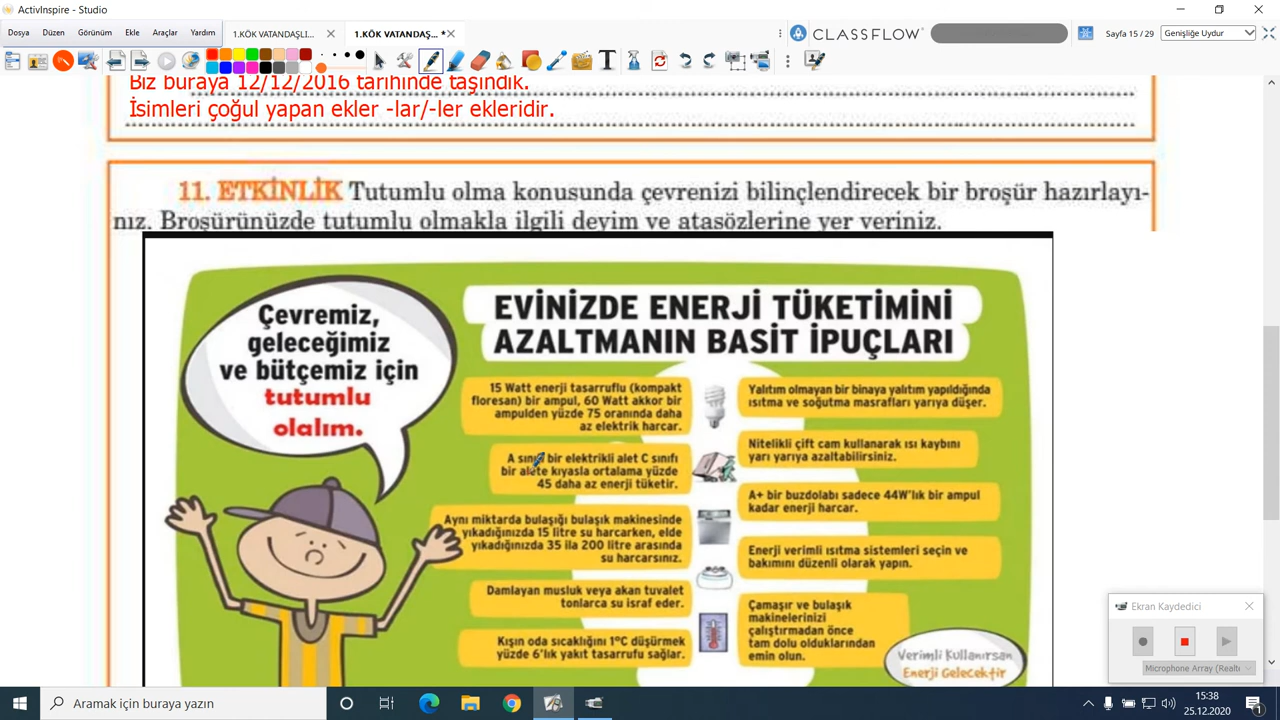 ActivInspire - Studio
Dosya Düzen Görünüm Ekle Araçlar Yardım
1.KÖK VATANDAŞLI...
1.KÖK VATANDAŞ... *
CLASSFLOW
Sayfa 15 / 29
Genişliğe Uydur
Biz buraya 12/12/2016 tarihinde taşındık.
İsimleri çoğul yapan ekler -lar/-ler ekleridir.
11. ETKİNLİK Tutumlu olma konusunda çevrenizi bilinçlendirecek bir broşür hazırlayı-
nız. Broşürünüzde tutumlu olmakla ilgili deyim ve atasözlerine yer veriniz.
Çevremiz,
geleceğimiz
ve bütçemiz için
tutumlu
olalım.
EVİNİZDE ENERJİ TÜKETİMİNİ
AZALTMANIN BASİT İPUÇLARI
15 Watt enerji tasarruflu (kompakt
floresan) bir ampul, 60 Watt akkor bir
ampulden yüzde 75 oranında daha
az elektrik harcar.
A sınıfı bir elektrikli alet C sınıfı
bir alete kıyasla ortalama yüzde
45 daha az enerji tüketir.
Aynı miktarda bulaşığı bulaşık makinesinde
yıkadığınızda 15 litre su harcarken, elde
yıkadığınızda 35 ila 200 litre arasında
su harcarsınız.
Damlayan musluk veya akan tuvalet
tonlarca su israf eder.
Kışın oda sıcaklığını 1°C düşürmek
yüzde 6'lık yakıt tasarrufu sağlar.
Yalıtım olmayan bir binaya yalıtım yapıldığında
ısıtma ve soğutma masrafları yarıya düşer.
Nitelikli çift cam kullanarak ısı kaybını
yarı yarıya azaltabilirsiniz.
A+ bir buzdolabı sadece 44W'lık bir ampul
kadar enerji harcar.
Enerji verimli ısıtma sistemleri seçin ve
bakımını düzenli olarak yapın.
Çamaşır ve bulaşık
makinelerinizi
çalıştırmadan önce
tam dolu olduklarından
emin olun.
Verimli Kullanırsan
Enerji Gelecektir
Ekran Kaydedici
Microphone Array (Realt
Aramak için buraya yazın
15:38
25.12.2020
1